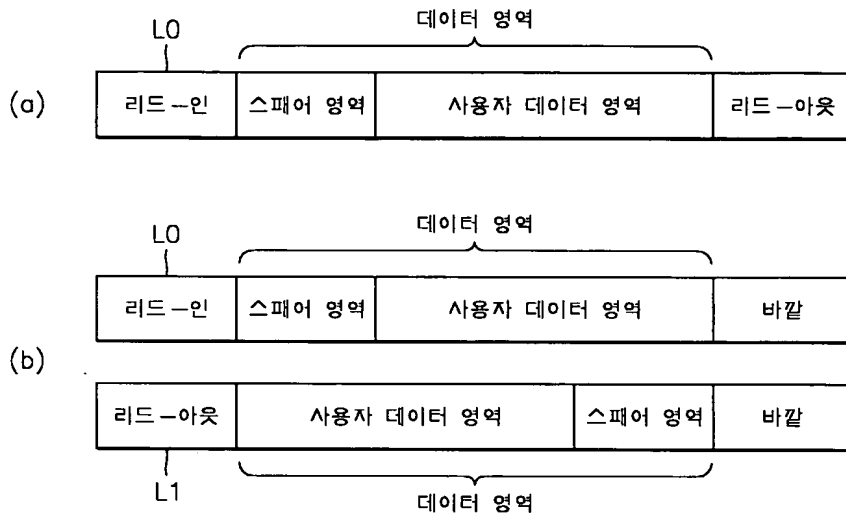 데이터 영역
L0
(a)
리드-인 스패어 영역 사용자 데이터 영역 리드-아웃
데이터 영역
L0
리드-인 스패어 영역 사용자 데이터 영역 바깥
(b)
리드-아웃 사용자 데이터 영역 스패어 영역 바깥
L1
데이터 영역